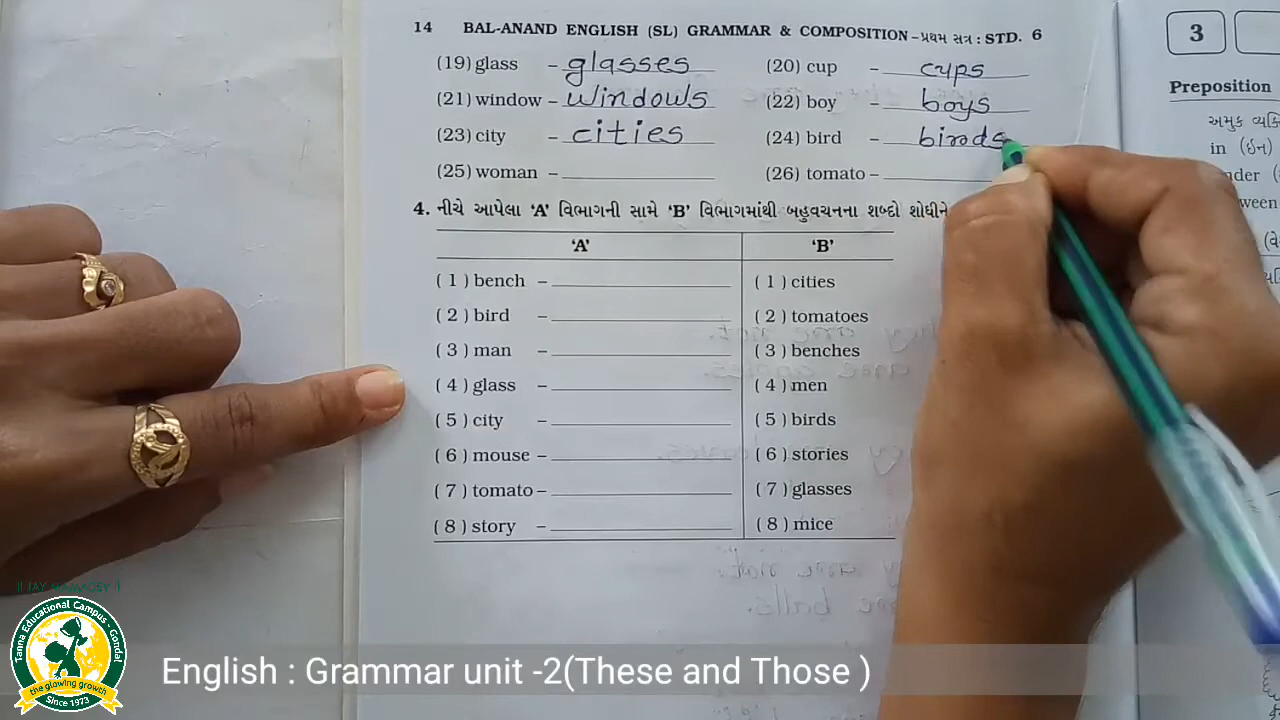 14 BAL-ANAND ENGLISH (SL) GRAMMAR & COMPOSITION – પ્રથમ સત્ર : STD. 6
(19) glass – glasses (20) cup – cups
(21) window – windows (22) boy – boys
(23) city – cities (24) bird – birds
(25) woman – (26) tomato –
4. નીચે આપેલા ‘A’ વિભાગની સામે ‘B’ વિભાગમાંથી બહુવચનના શબ્દો શોધીને
‘A’ ‘B’
( 1 ) bench – ( 1 ) cities
( 2 ) bird – ( 2 ) tomatoes
( 3 ) man – ( 3 ) benches
( 4 ) glass – ( 4 ) men
( 5 ) city – ( 5 ) birds
( 6 ) mouse – ( 6 ) stories
( 7 ) tomato – ( 7 ) glasses
( 8 ) story – ( 8 ) mice
3
Preposition
અમુક
in (ઇન)
Tanna Educational Campus - Gondal
the glowing growth
Since 1973
English : Grammar unit -2(These and Those )